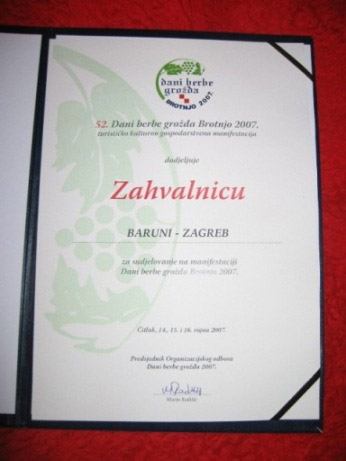 dani berbe
grožđa
BROTNJO 2007.
52. Dani berbe grožđa Brotnjo 2007.
turističko kulturno gospodarstvena manifestacija
dodjeljuje
Zahvalnicu
BARUNI - ZAGREB
za sudjelovanje na manifestaciji
Dani berbe grožđa Brotnjo 2007.
Čitluk, 14., 15. i 16. rujna 2007.
Predsjednik Organizacijskog odbora
Dani berbe grožđa 2007.